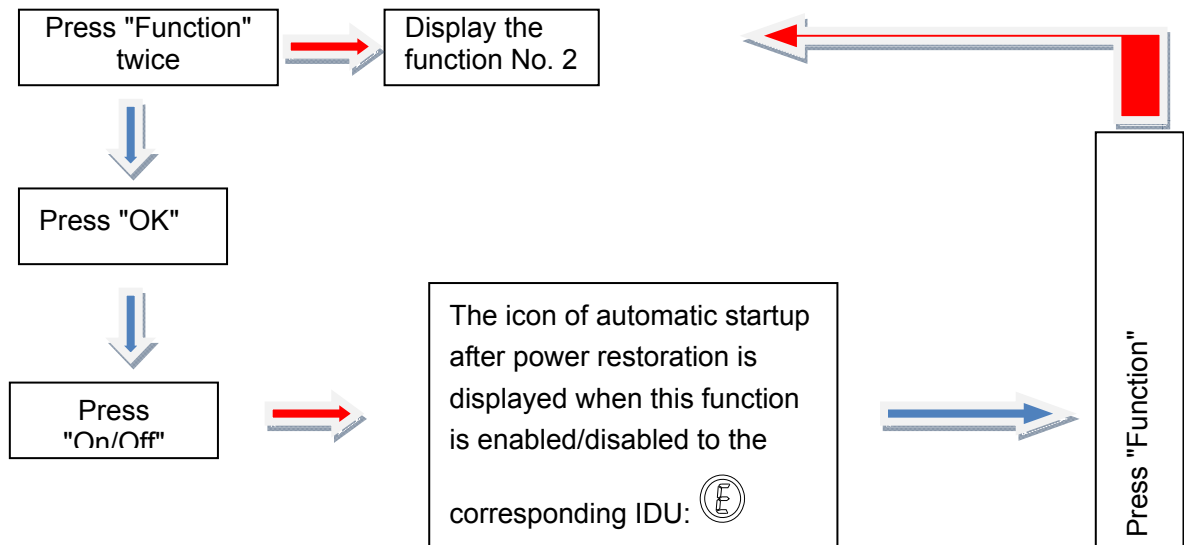 Press "Function"
twice
Display the
function No. 2
Press "OK"
Press
"On/Off"
The icon of automatic startup
after power restoration is
displayed when this function
is enabled/disabled to the
corresponding IDU: E
Press "Function"